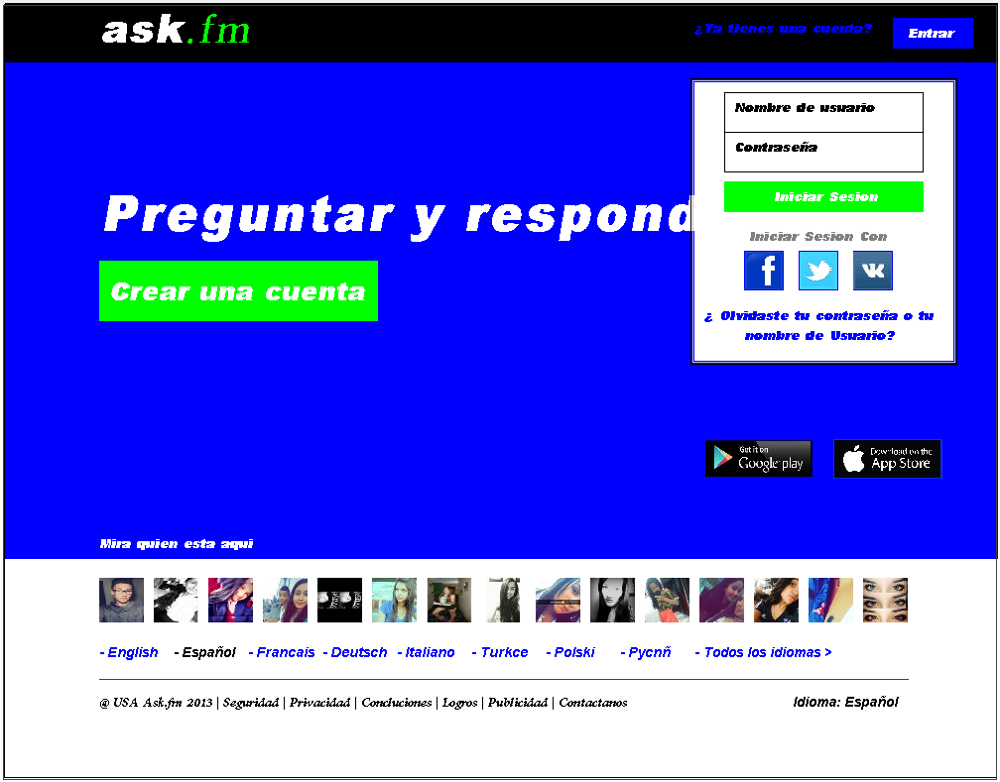 ask.fm
¿Ya tienes una cuenta?
Entrar
Nombre de usuario
Contraseña
Iniciar Sesion
Iniciar Sesion Con
¿ Olvidaste tu contraseña o tu
nombre de Usuario?
Preguntar y respond
Crear una cuenta
Get it on
Google play
Download on the
App Store
Mira quien esta aqui
- English - Español - Francais - Deutsch - Italiano - Turkce - Polski - Pycnñ - Todos los idiomas >
@ USA Ask.fm 2013 | Seguridad | Privacidad | Concluciones | Logros | Publicidad | Contactanos
Idioma: Español